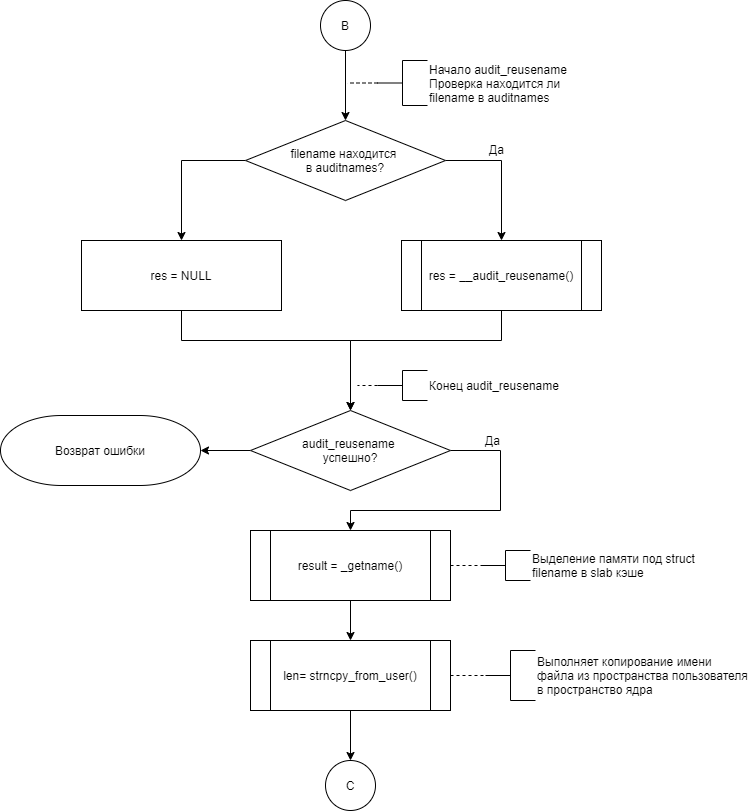 B
Начало audit_reusename
Проверка находится ли
filename в auditnames
filename находится
в auditnames?
Да
res = NULL
res = __audit_reusename()
Конец audit_reusename
audit_reusename
успешно?
Да
Возврат ошибки
result = _getname()
Выделение памяти под struct
filename в slab кэше
len= strncpy_from_user()
Выполняет копирование имени
файла из пространства пользователя
в пространство ядра
C